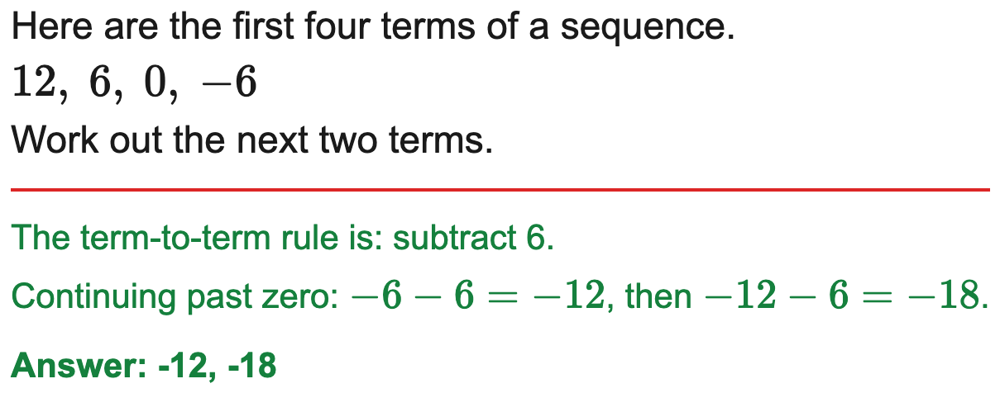 Here are the first four terms of a sequence.
12, 6, 0, −6
Work out the next two terms.
The term-to-term rule is: subtract 6.
Continuing past zero: −6 − 6 = −12, then −12 − 6 = −18.
Answer: -12, -18